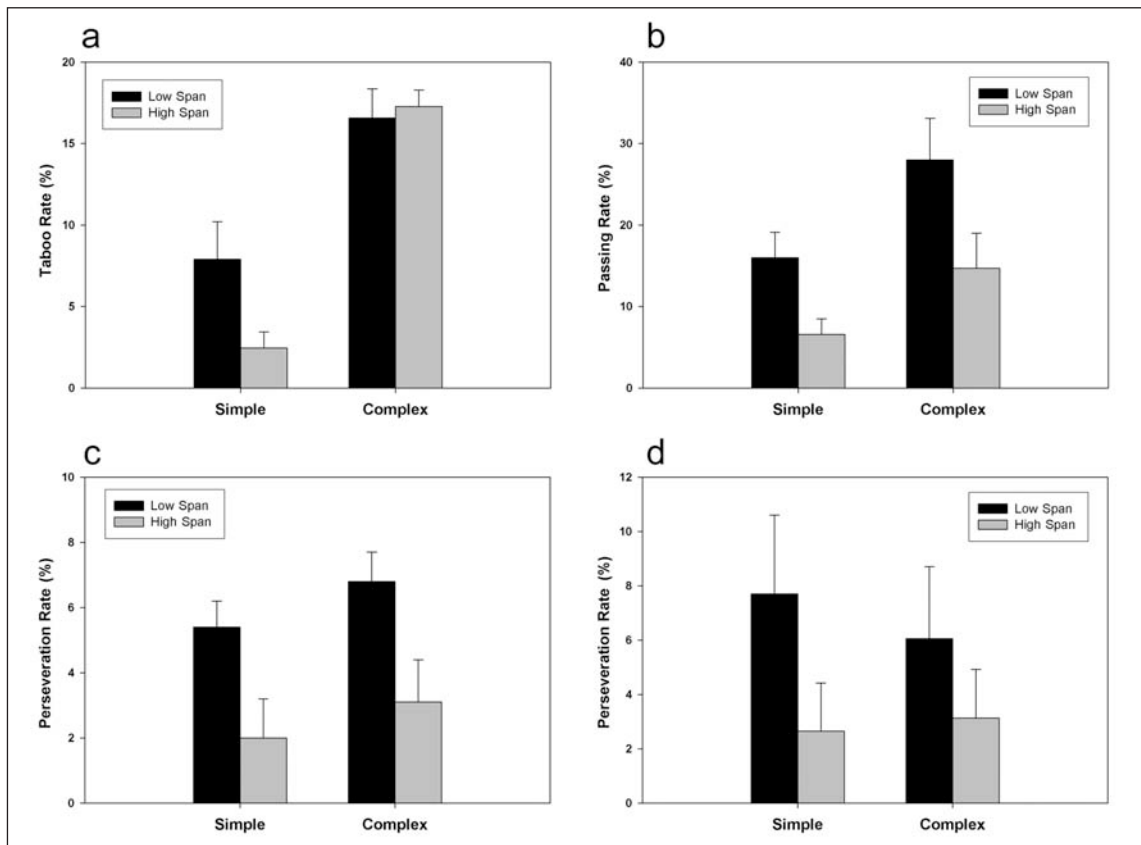 a
Taboo Rate (%)
20
15
10
5
0
Low Span
High Span
Simple
Complex
b
Passing Rate (%)
40
30
20
10
0
Low Span
High Span
Simple
Complex
c
Perseveration Rate (%)
10
8
6
4
2
0
Low Span
High Span
Simple
Complex
d
Perseveration Rate (%)
12
10
8
6
4
2
0
Low Span
High Span
Simple
Complex